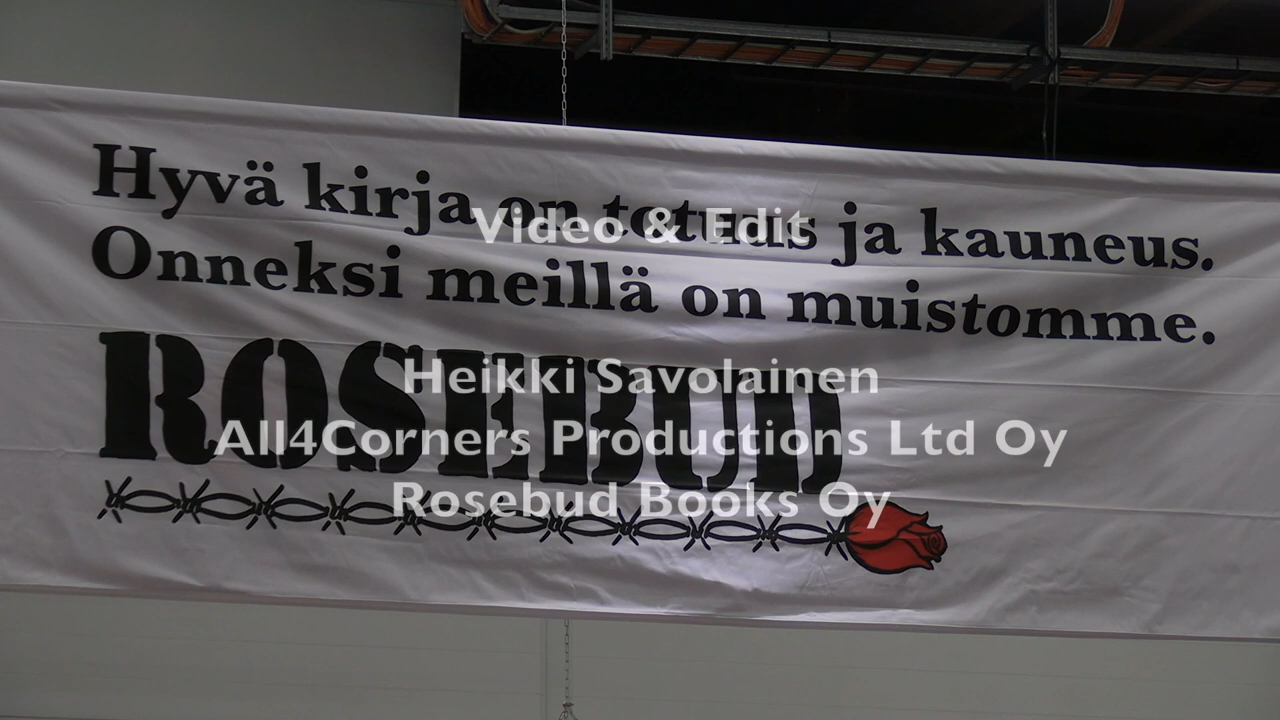 Hyvä kirja on totuus ja kauneus.
Onneksi meillä on muistomme.
ROSEBUD
Video & Edit
Heikki Savolainen
All4Corners Productions Ltd Oy
Rosebud Books Oy